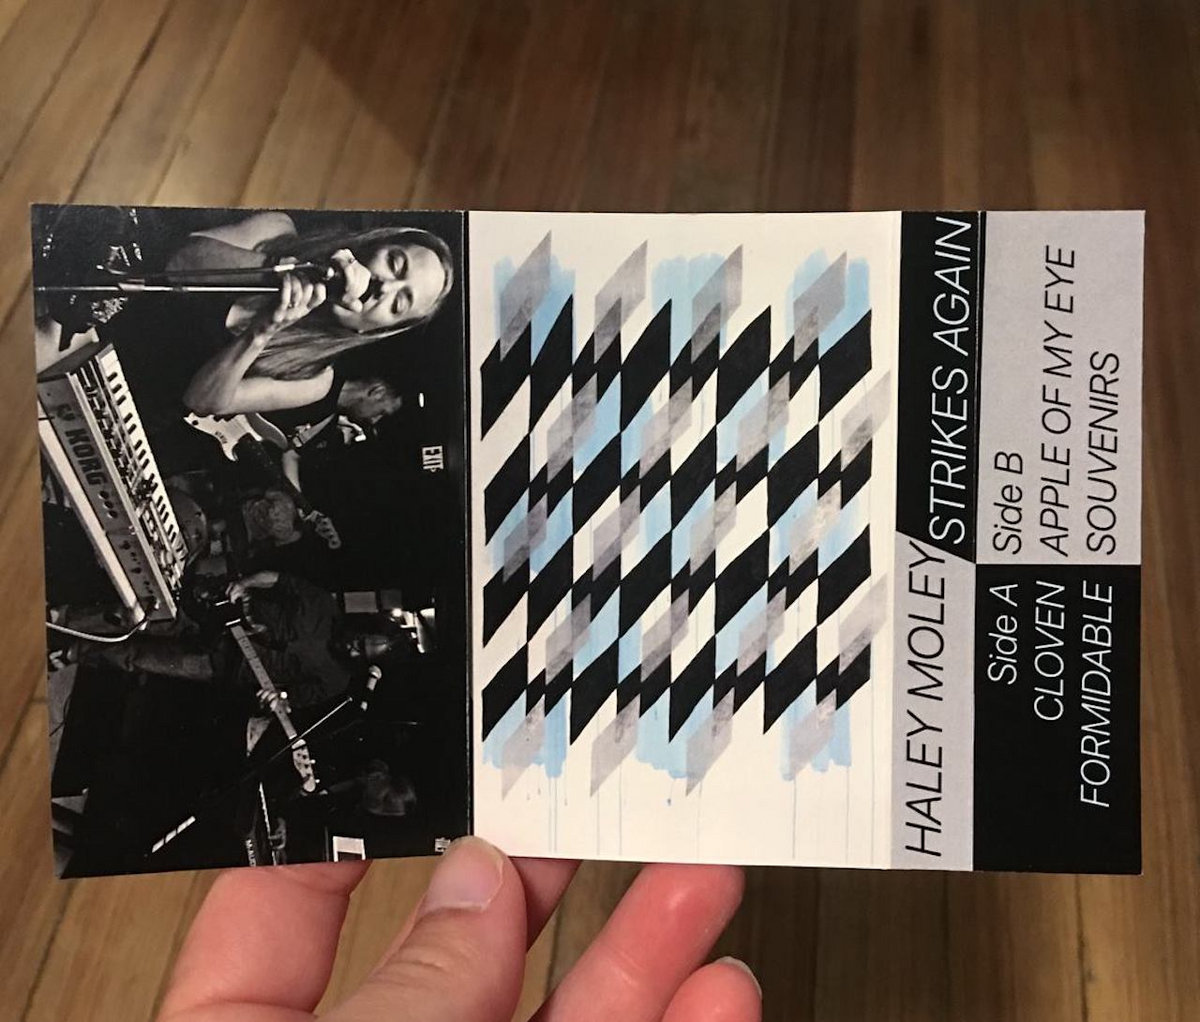 KORG
EXIT
HALEY MOLEY
STRIKES AGAIN
Side A
CLOVEN
FORMIDABLE
Side B
APPLE OF MY EYE
SOUVENIRS